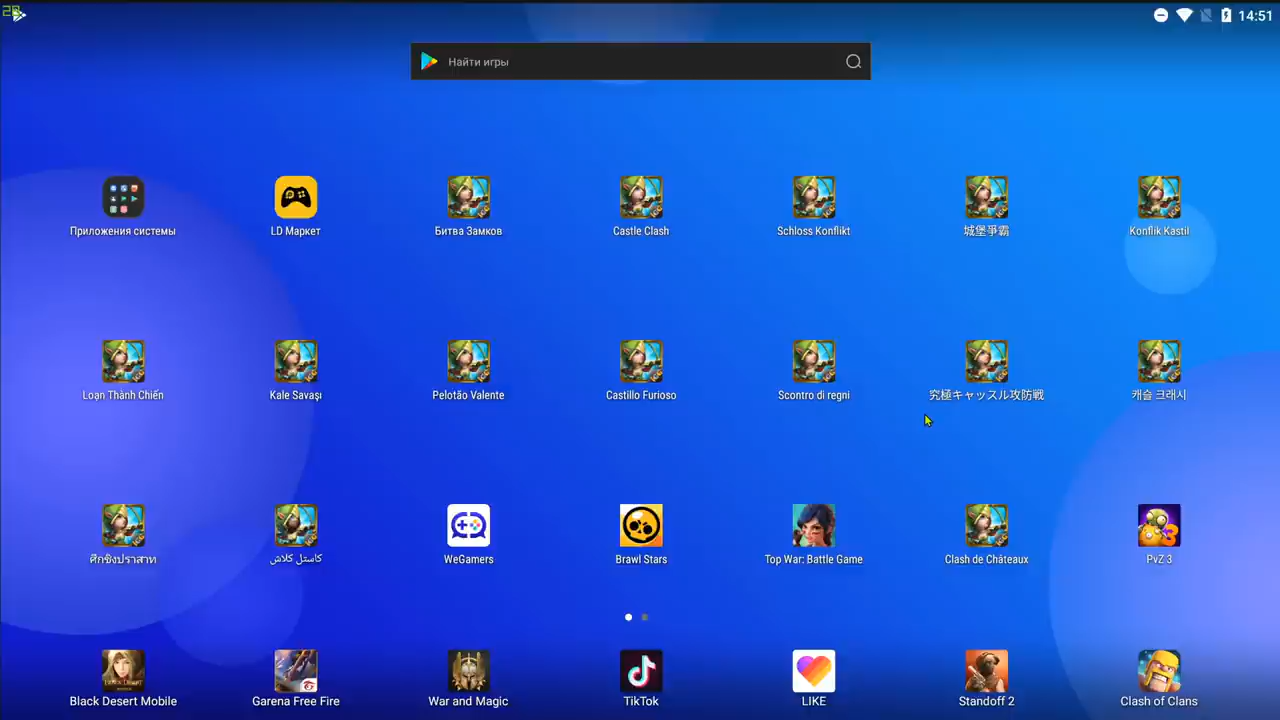 14:51
Найти игры
Приложения системы
LD Маркет
Битва Замков
Castle Clash
Schloss Konflikt
城堡爭霸
Konflik Kastil
Loạn Thành Chiến
Kale Savaşı
Pelotão Valente
Castillo Furioso
Scontro di regni
究極キャッスル攻防戦
캐슬 크래시
ศึกชิงปราสาท
كاستل كلاش
WeGamers
Brawl Stars
Top War: Battle Game
Clash de Châteaux
PvZ 3
Black Desert Mobile
Garena Free Fire
War and Magic
TikTok
LIKE
Standoff 2
Clash of Clans